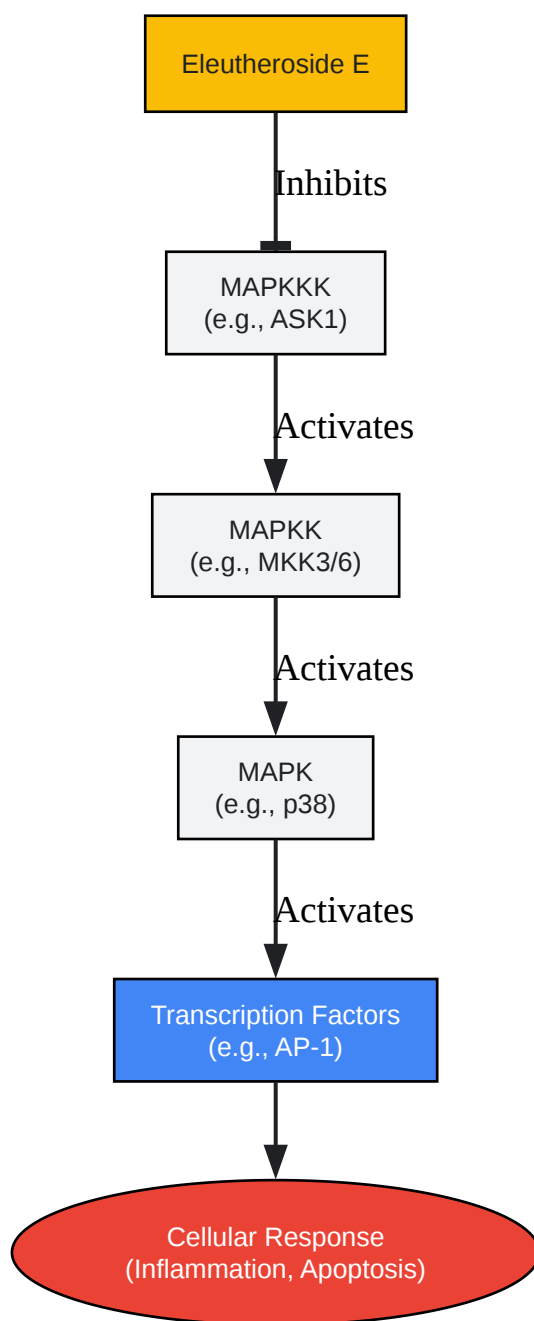 Eleutheroside E
Inhibits
MAPKKK
(e.g., ASK1)
Activates
MAPKK
(e.g., MKK3/6)
Activates
MAPK
(e.g., p38)
Activates
Transcription Factors
(e.g., AP-1)
Cellular Response
(Inflammation, Apoptosis)